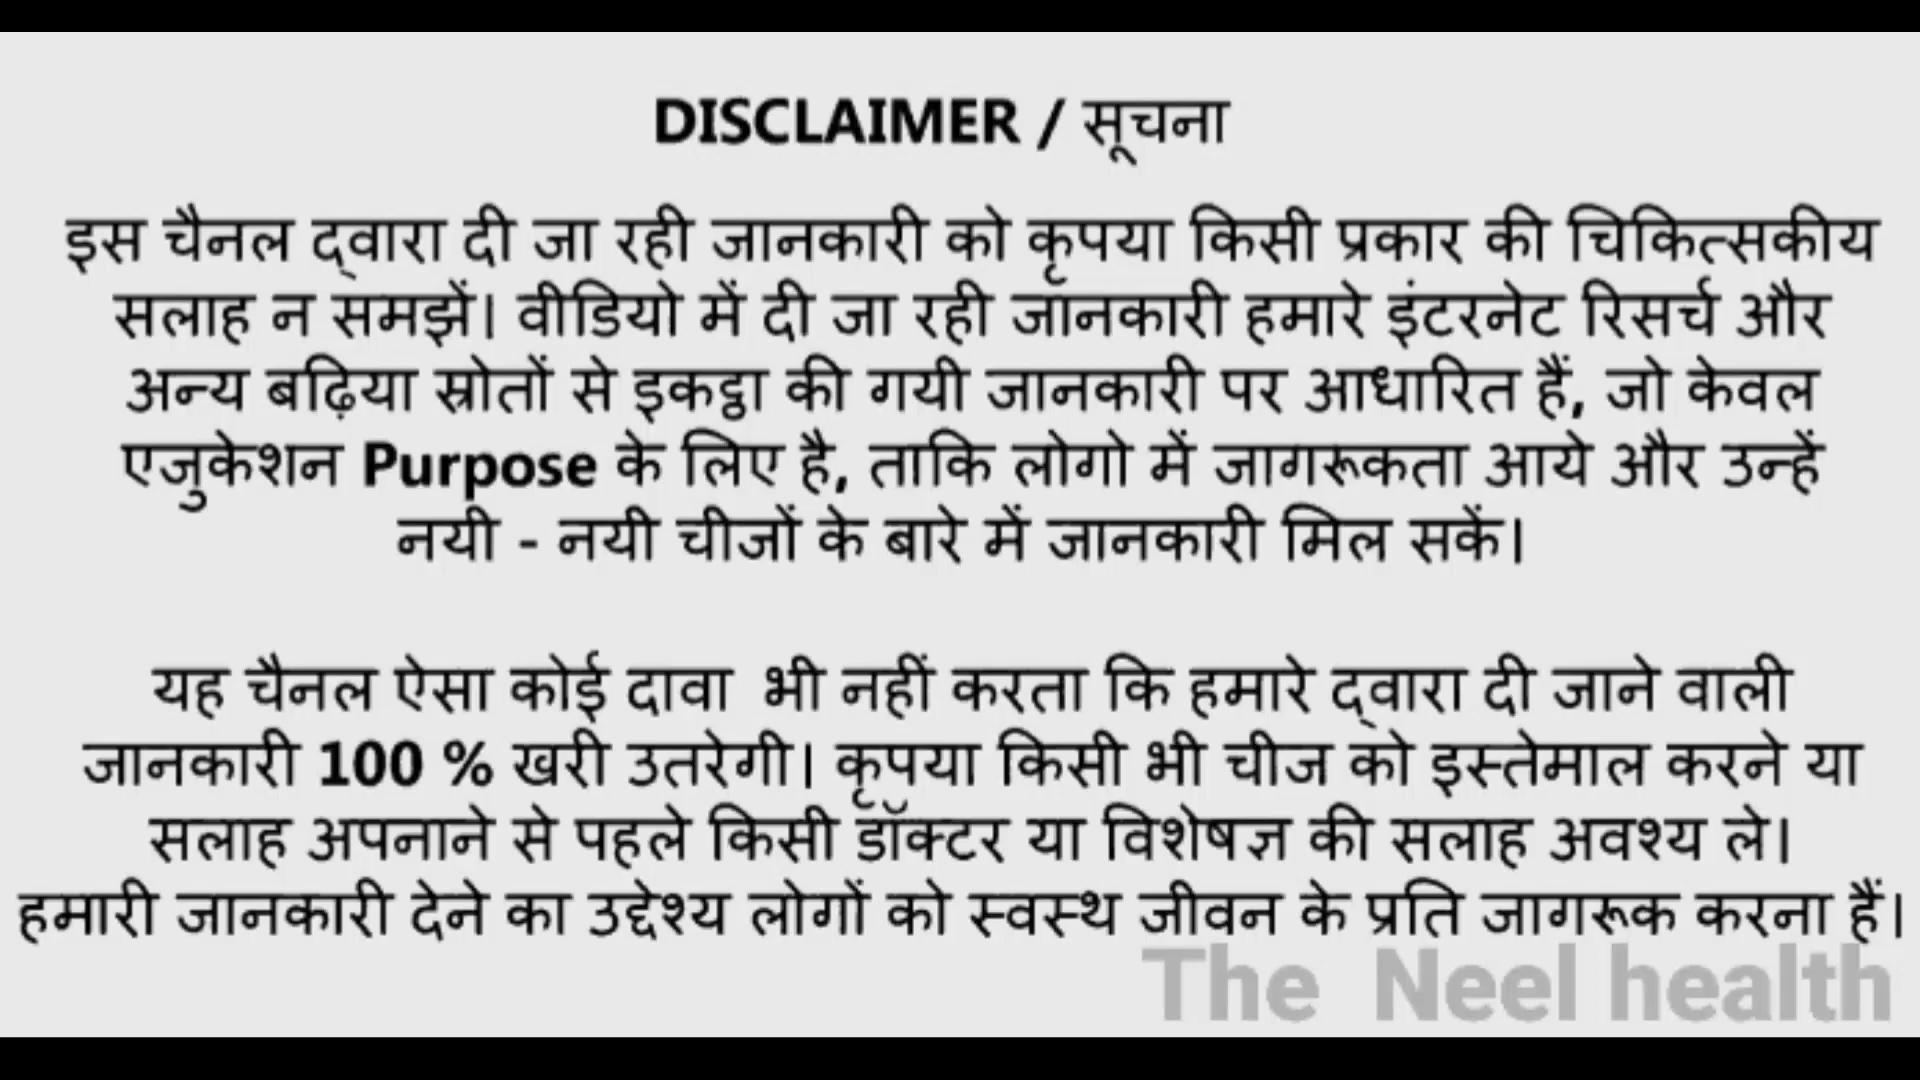 DISCLAIMER / सूचना
इस चैनल द्वारा दी जा रही जानकारी को कृपया किसी प्रकार की चिकित्सकीय
सलाह न समझें। वीडियो में दी जा रही जानकारी हमारे इंटरनेट रिसर्च और
अन्य बढ़िया स्रोतों से इकट्ठा की गयी जानकारी पर आधारित हैं, जो केवल
एजुकेशन Purpose के लिए है, ताकि लोगो में जागरूकता आये और उन्हें
नयी - नयी चीजों के बारे में जानकारी मिल सकें।
यह चैनल ऐसा कोई दावा भी नहीं करता कि हमारे द्वारा दी जाने वाली
जानकारी 100 % खरी उतरेगी। कृपया किसी भी चीज को इस्तेमाल करने या
सलाह अपनाने से पहले किसी डॉक्टर या विशेषज्ञ की सलाह अवश्य ले।
हमारी जानकारी देने का उद्देश्य लोगों को स्वस्थ जीवन के प्रति जागरूक करना हैं।
The Neel health